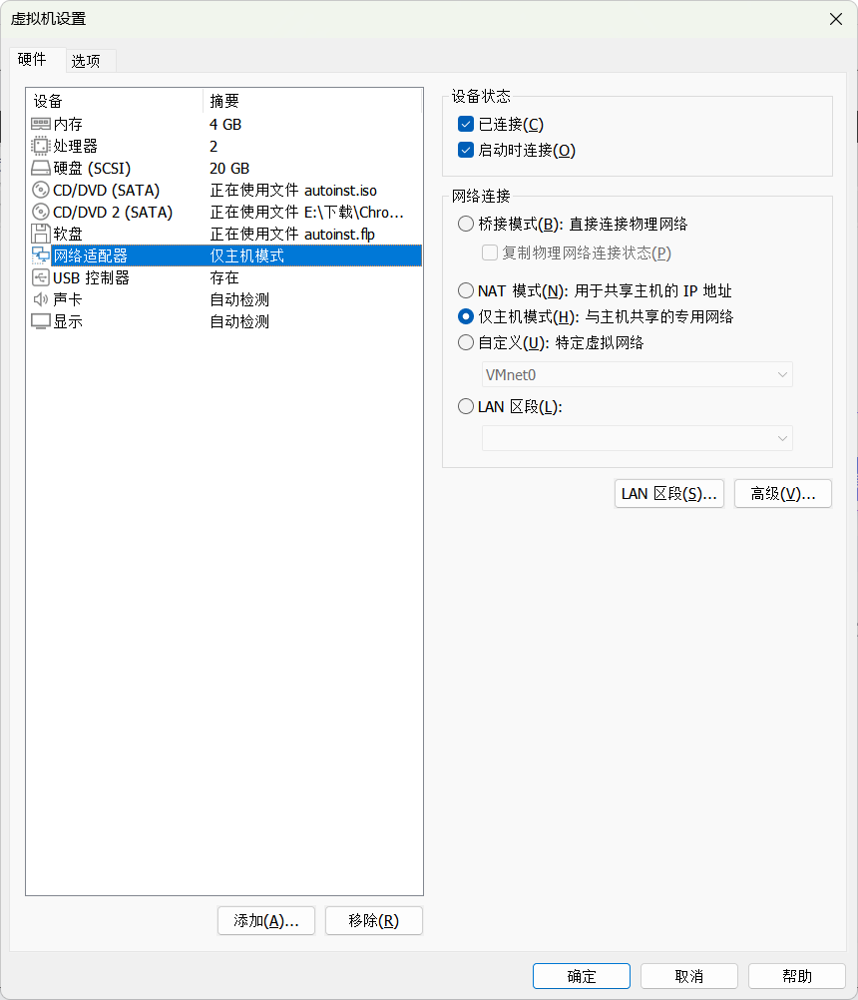 虚拟机设置
硬件 选项
设备 摘要
内存 4 GB
处理器 2
硬盘 (SCSI) 20 GB
CD/DVD (SATA) 正在使用文件 autoinst.iso
CD/DVD 2 (SATA) 正在使用文件 E:\下载\Chro...
软盘 正在使用文件 autoinst.flp
网络适配器 仅主机模式
USB 控制器 存在
声卡 自动检测
显示 自动检测
添加(A)... 移除(R)
设备状态
已连接(C)
启动时连接(O)
网络连接
桥接模式(B): 直接连接物理网络
复制物理网络连接状态(P)
NAT 模式(N): 用于共享主机的 IP 地址
仅主机模式(H): 与主机共享的专用网络
自定义(U): 特定虚拟网络
VMnet0
LAN 区段(L):
LAN 区段(S)... 高级(V)...
确定 取消 帮助